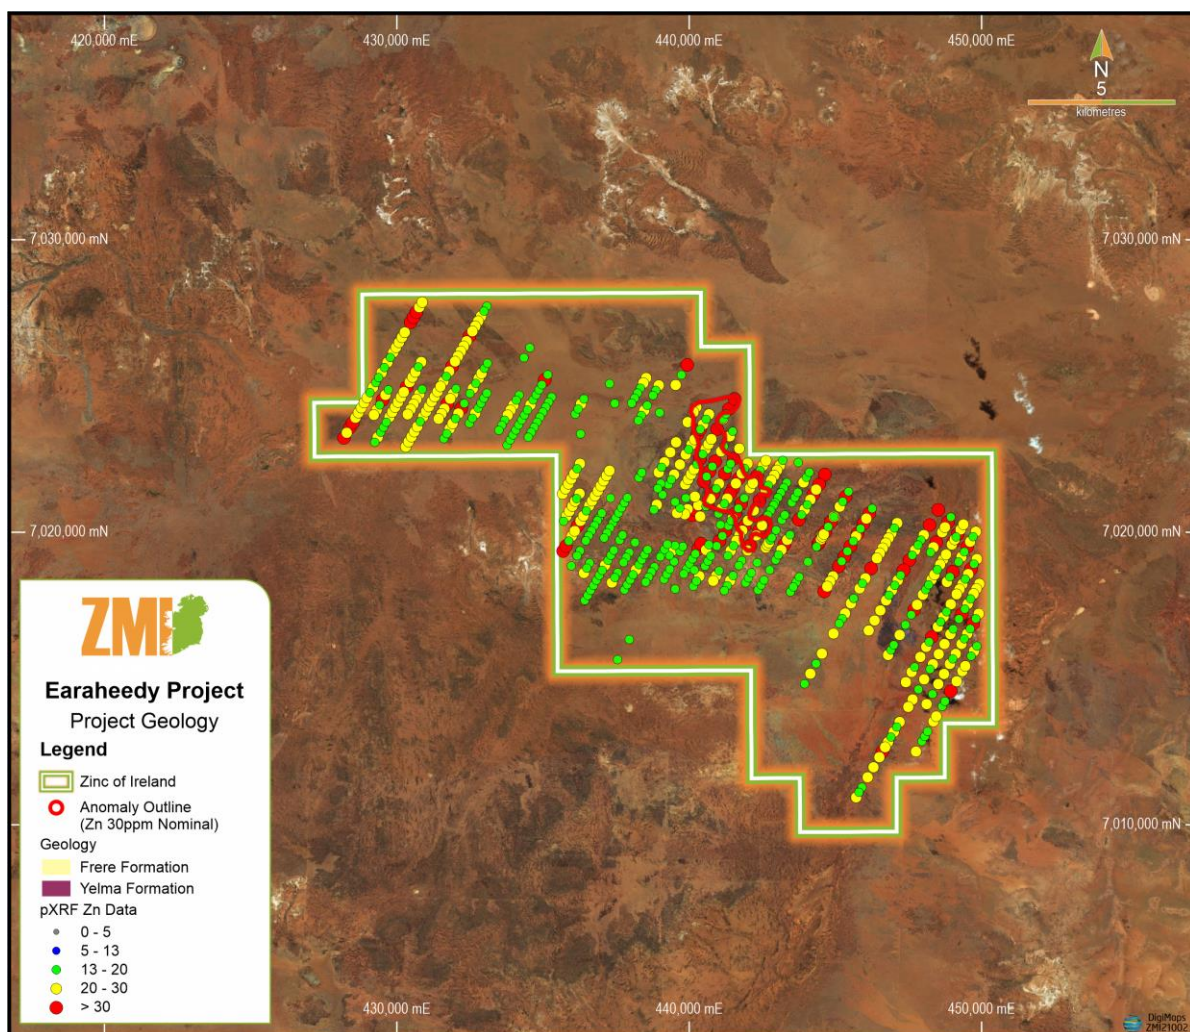 420,000 mE
430,000 mE
440,000 mE
450,000 mE
N
5
kilometres
7,030,000 mN
7,030,000 mN
7,020,000 mN
7,020,000 mN
7,010,000 mN
ZMI
Earaheedy Project
Project Geology
Legend
Zinc of Ireland
Anomaly Outline
(Zn 30ppm Nominal)
Geology
Frere Formation
Yelma Formation
pXRF Zn Data
0 - 5
5 - 13
13 - 20
20 - 30
> 30
430,000 mE
440,000 mE
450,000 mE
DigiMaps